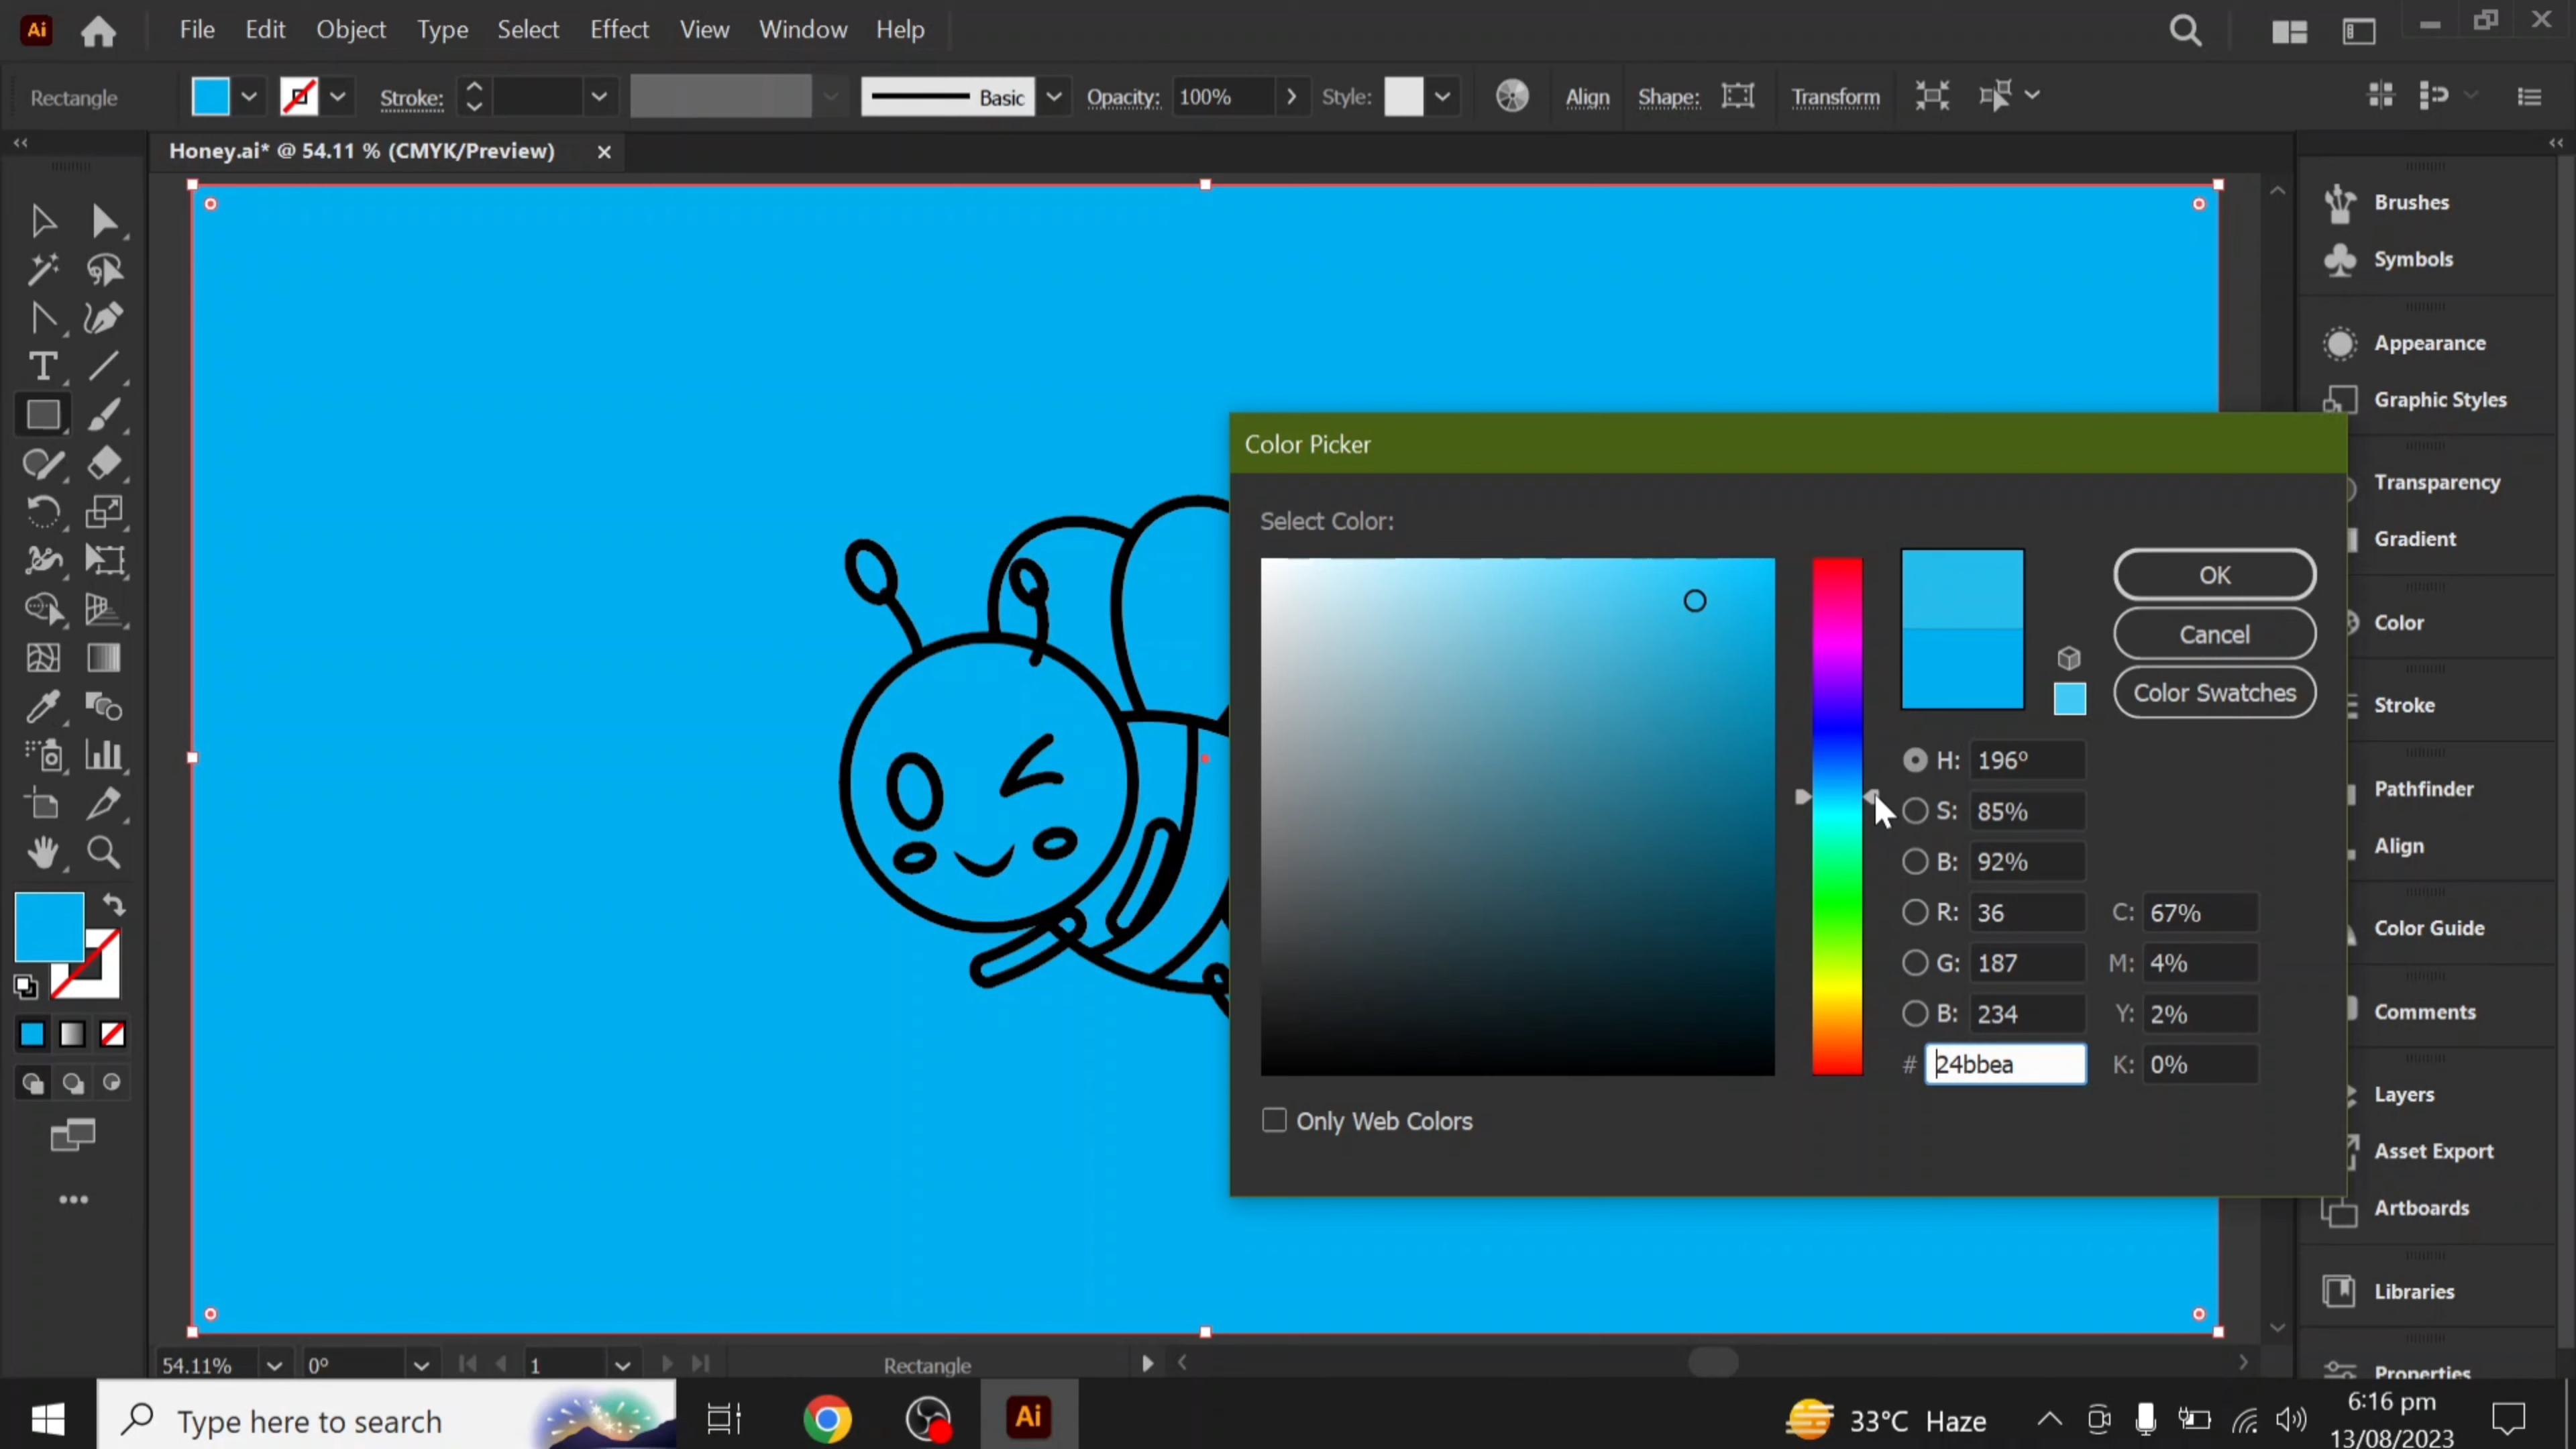 Ai File Edit Object Type Select Effect View Window Help
Rectangle Stroke: Basic Opacity: 100% Style: Align Shape: Transform
Honey.ai* @ 54.11 % (CMYK/Preview)
Brushes
Symbols
Appearance
Graphic Styles
Transparency
Gradient
Color
Stroke
Pathfinder
Align
Color Guide
Comments
Layers
Asset Export
Artboards
Libraries
Properties
Color Picker
Select Color:
OK
Cancel
Color Swatches
H: 196°
S: 85%
B: 92%
R: 36 C: 67%
G: 187 M: 4%
B: 234 Y: 2%
# 24bbea K: 0%
Only Web Colors
54.11% 0° 1 Rectangle
Type here to search Ai 33°C Haze 6:16 pm
13/08/2023